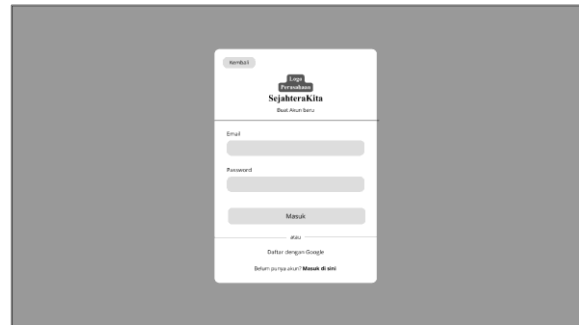 Kembali
Logo
Perusahaan
SejahteraKita
Buat Akun baru
Email
Password
Masuk
atau
Daftar dengan Google
Belum punya akun? Masuk di sini